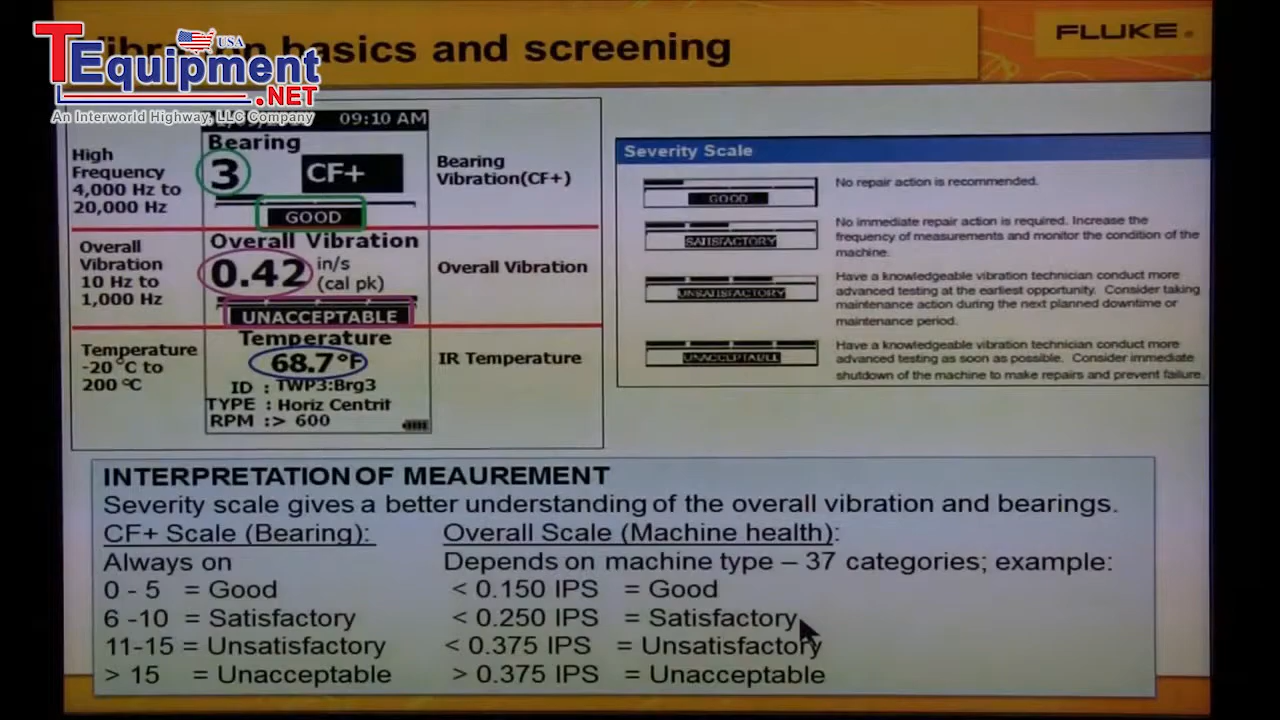 Vibration basics and screening
FLUKE®
TEquipment
USA
.NET
An Interworld Highway, LLC Company
High
Frequency
4,000 Hz to
20,000 Hz
09:10 AM
Bearing
3 CF+
GOOD
Bearing
Vibration(CF+)
Overall
Vibration
10 Hz to
1,000 Hz
Overall Vibration
0.42 in/s
(cal pk)
UNACCEPTABLE
Overall Vibration
Temperature
-20 °C to
200 °C
Temperature
68.7°F
ID : TWP3:Brg3
TYPE : Horiz Centrif
RPM :> 600
IR Temperature
Severity Scale
GOOD
No repair action is recommended.
SATISFACTORY
No immediate repair action is required. Increase the
frequency of measurements and monitor the condition of the
machine.
UNSATISFACTORY
Have a knowledgeable vibration technician conduct more
advanced testing at the earliest opportunity. Consider taking
maintenance action during the next planned downtime or
maintenance period.
UNACCEPTABLE
Have a knowledgeable vibration technician conduct more
advanced testing as soon as possible. Consider immediate
shutdown of the machine to make repairs and prevent failure.
INTERPRETATION OF MEAUREMENT
Severity scale gives a better understanding of the overall vibration and bearings.
CF+ Scale (Bearing):
Always on
0 - 5 = Good
6 -10 = Satisfactory
11-15 = Unsatisfactory
> 15 = Unacceptable
Overall Scale (Machine health):
Depends on machine type – 37 categories; example:
< 0.150 IPS = Good
< 0.250 IPS = Satisfactory
< 0.375 IPS = Unsatisfactory
> 0.375 IPS = Unacceptable